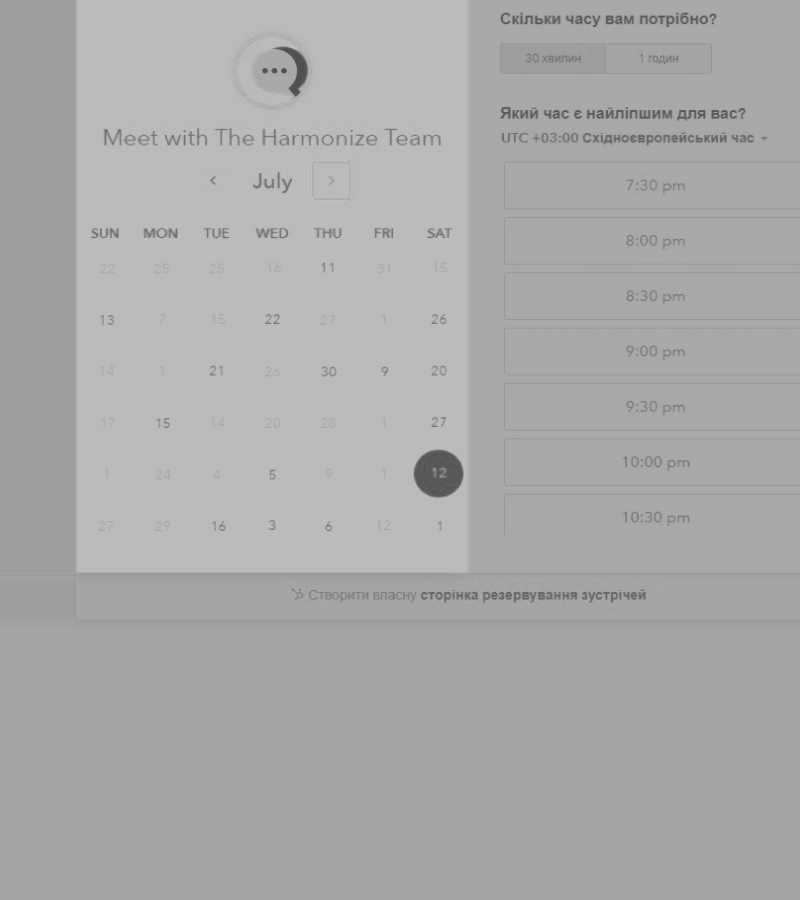 Meet with The Harmonize Team
July
SUN MON TUE WED THU FRI SAT
22 25 25 16 11 31 15
13 7 15 22 27 1 26
14 1 21 26 30 9 20
17 15 14 20 28 1 27
1 24 4 5 9 1 12
27 29 16 3 6 12 1
Скільки часу вам потрібно?
30 хвилин 1 годин
Який час є найліпшим для вас?
UTC +03:00 Східноєвропейський час
7:30 pm
8:00 pm
8:30 pm
9:00 pm
9:30 pm
10:00 pm
10:30 pm
Створити власну сторінка резервування зустрічей